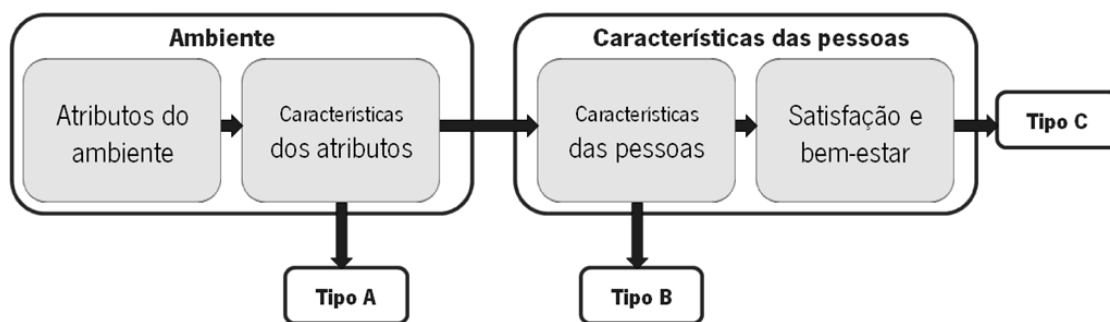 Ambiente
Atributos do
ambiente
Características
dos atributos
Tipo A
Características das pessoas
Características
das pessoas
Satisfação e
bem-estar
Tipo B
Tipo C